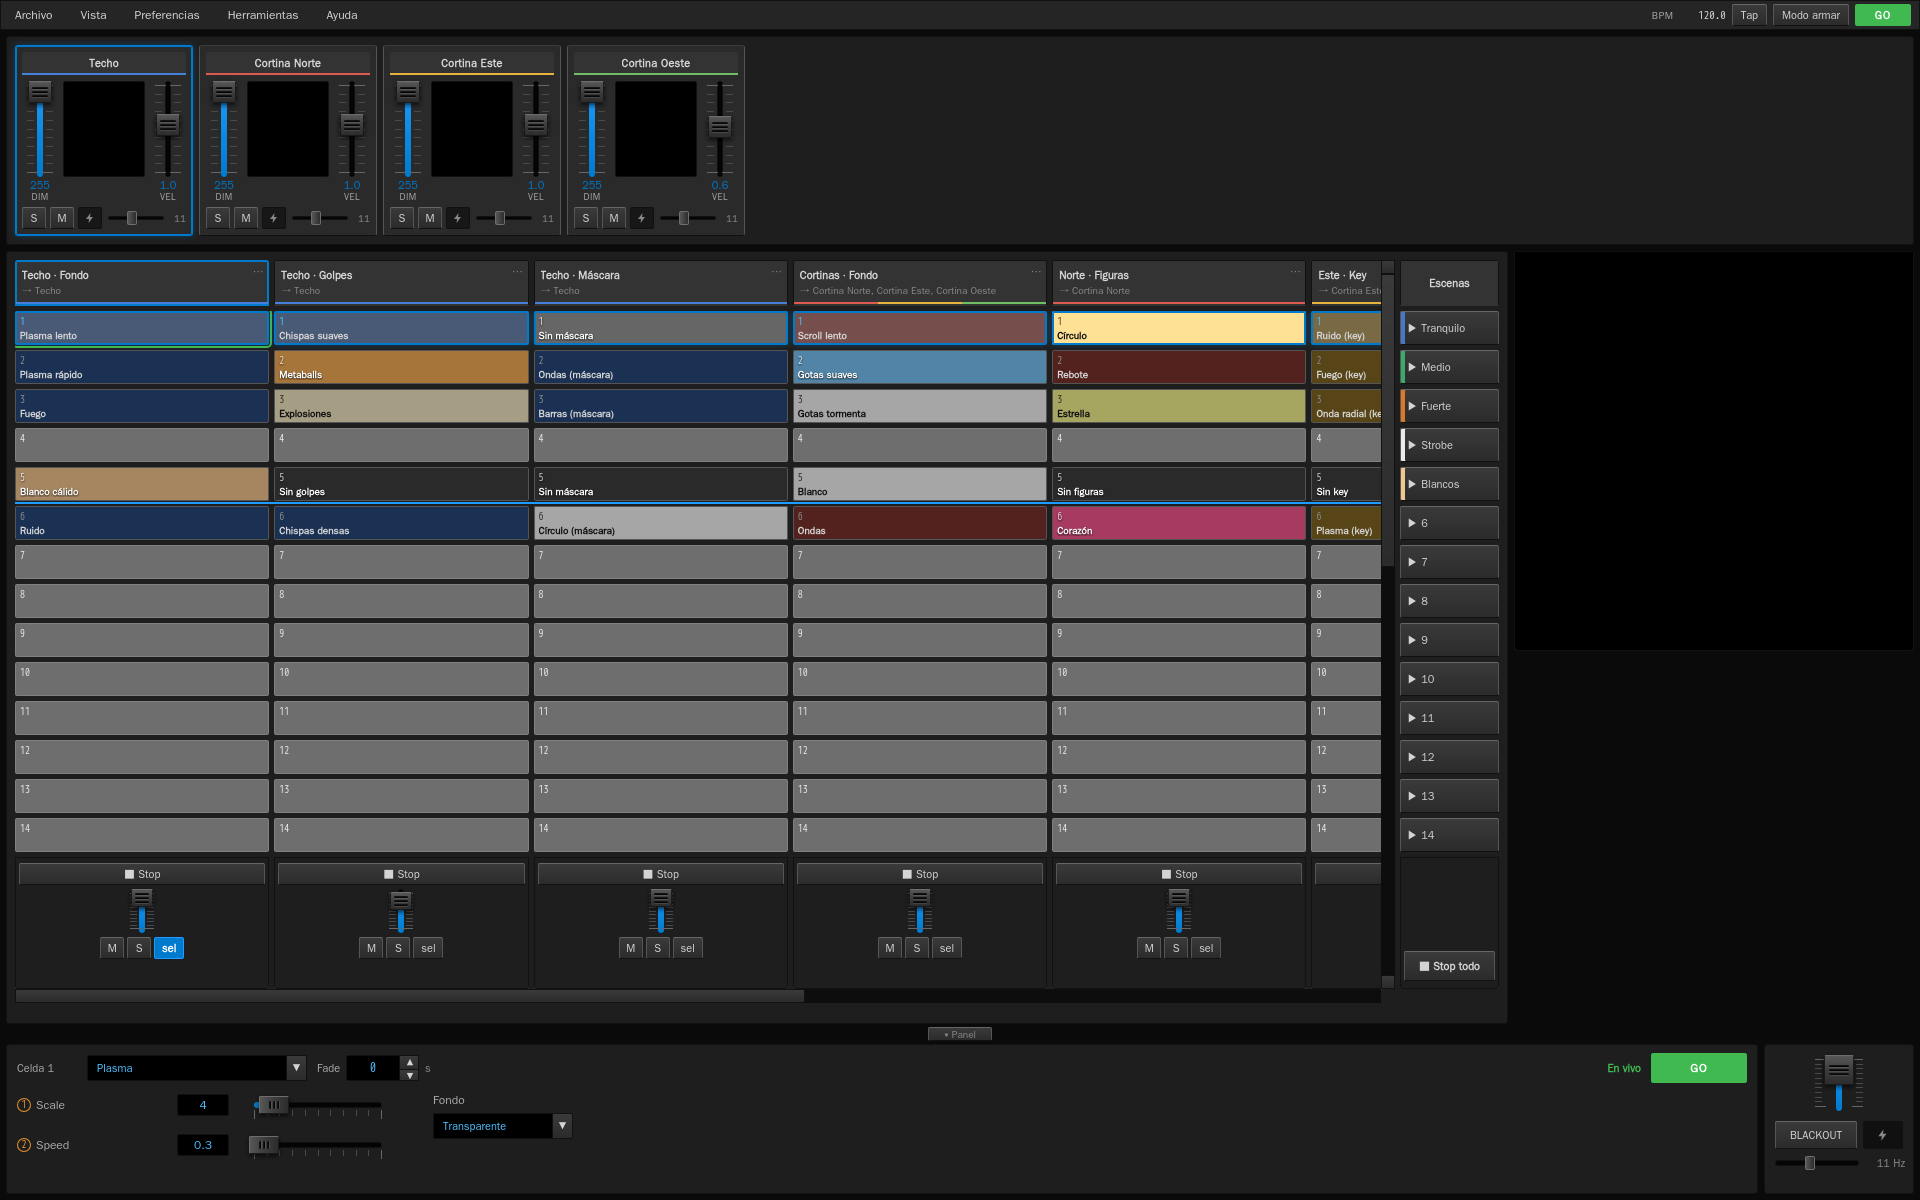 Archivo Vista Preferencias Herramientas Ayuda BPM 120.0 Tap Modo armar GO
Techo Cortina Norte Cortina Este Cortina Oeste
255 1.0 255 1.0 255 1.0 255 0.6
DIM VEL DIM VEL DIM VEL DIM VEL
S M 11 S M 11 S M 11 S M 11
Techo · Fondo ... Techo · Golpes ... Techo · Máscara ... Cortinas · Fondo ... Norte · Figuras ... Este · Key
→ Techo → Techo → Techo → Cortina Norte, Cortina Este, Cortina Oeste → Cortina Norte → Cortina Est
Escenas
1 1 1 1 1 1
Plasma lento Chispas suaves Sin máscara Scroll lento Círculo Ruido (key)
Tranquilo
2 2 2 2 2 2
Plasma rápido Metaballs Ondas (máscara) Gotas suaves Rebote Fuego (key)
Medio
3 3 3 3 3 3
Fuego Explosiones Barras (máscara) Gotas tormenta Estrella Onda radial (ke
Fuerte
4 4 4 4 4 4
Strobe
5 5 5 5 5 5
Blanco cálido Sin golpes Sin máscara Blanco Sin figuras Sin key
Blancos
6 6 6 6 6 6
Ruido Chispas densas Círculo (máscara) Ondas Corazón Plasma (key)
6
7 7 7 7 7 7 7
8 8 8 8 8 8 8
9 9 9 9 9 9 9
10 10 10 10 10 10 10
11 11 11 11 11 11 11
12 12 12 12 12 12 12
13 13 13 13 13 13 13
14 14 14 14 14 14 14
Stop Stop Stop Stop Stop
M S sel M S sel M S sel M S sel M S sel
Stop todo
Panel
Celda 1 Plasma Fade 0 s En vivo GO
1 Scale 4 Fondo
Transparente
2 Speed 0.3
BLACKOUT
11 Hz